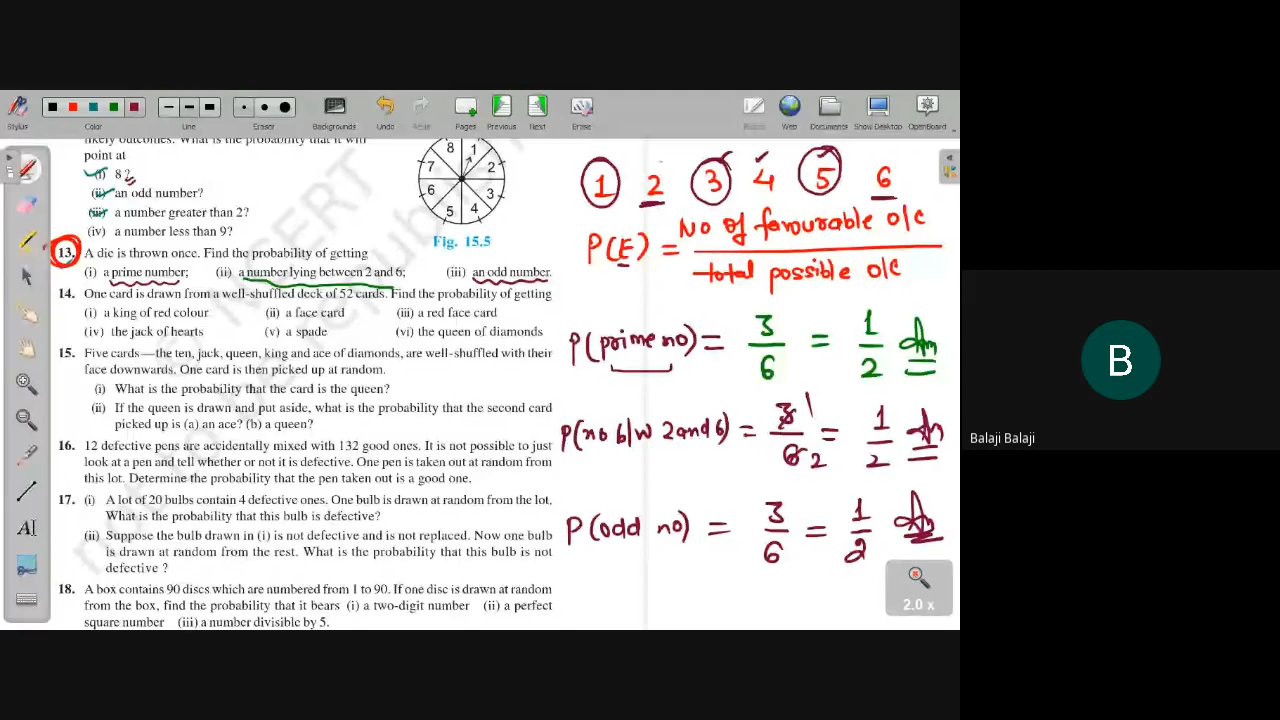 Stylus
Color
Line
Eraser
Backgrounds
Undo
Redo
Pages
Previous
Next
Erase
Board
Web
Documents
Show Desktop
OpenBoard
likely outcomes. What is the probability that it will
point at
(i) 8 ?
(ii) an odd number?
(iii) a number greater than 2?
(iv) a number less than 9?
8 1
7 2
6 3
5 4
Fig. 15.5
13. A die is thrown once. Find the probability of getting
(i) a prime number; (ii) a number lying between 2 and 6; (iii) an odd number.
14. One card is drawn from a well-shuffled deck of 52 cards. Find the probability of getting
(i) a king of red colour (ii) a face card (iii) a red face card
(iv) the jack of hearts (v) a spade (vi) the queen of diamonds
15. Five cards—the ten, jack, queen, king and ace of diamonds, are well-shuffled with their
face downwards. One card is then picked up at random.
(i) What is the probability that the card is the queen?
(ii) If the queen is drawn and put aside, what is the probability that the second card
picked up is (a) an ace? (b) a queen?
16. 12 defective pens are accidentally mixed with 132 good ones. It is not possible to just
look at a pen and tell whether or not it is defective. One pen is taken out at random from
this lot. Determine the probability that the pen taken out is a good one.
17. (i) A lot of 20 bulbs contain 4 defective ones. One bulb is drawn at random from the lot.
What is the probability that this bulb is defective?
(ii) Suppose the bulb drawn in (i) is not defective and is not replaced. Now one bulb
is drawn at random from the rest. What is the probability that this bulb is not
defective ?
18. A box contains 90 discs which are numbered from 1 to 90. If one disc is drawn at random
from the box, find the probability that it bears (i) a two-digit number (ii) a perfect
square number (iii) a number divisible by 5.
1 2 3 4 5 6
P(E) = No of favourable o/c
total possible o/c
P(prime no) = 3/6 = 1/2 Ans
P(no b/w 2 and 6) = 3/6 1 2 = 1/2 Ans
P(odd no) = 3/6 = 1/2 Ans
2.0 x
B
Balaji Balaji